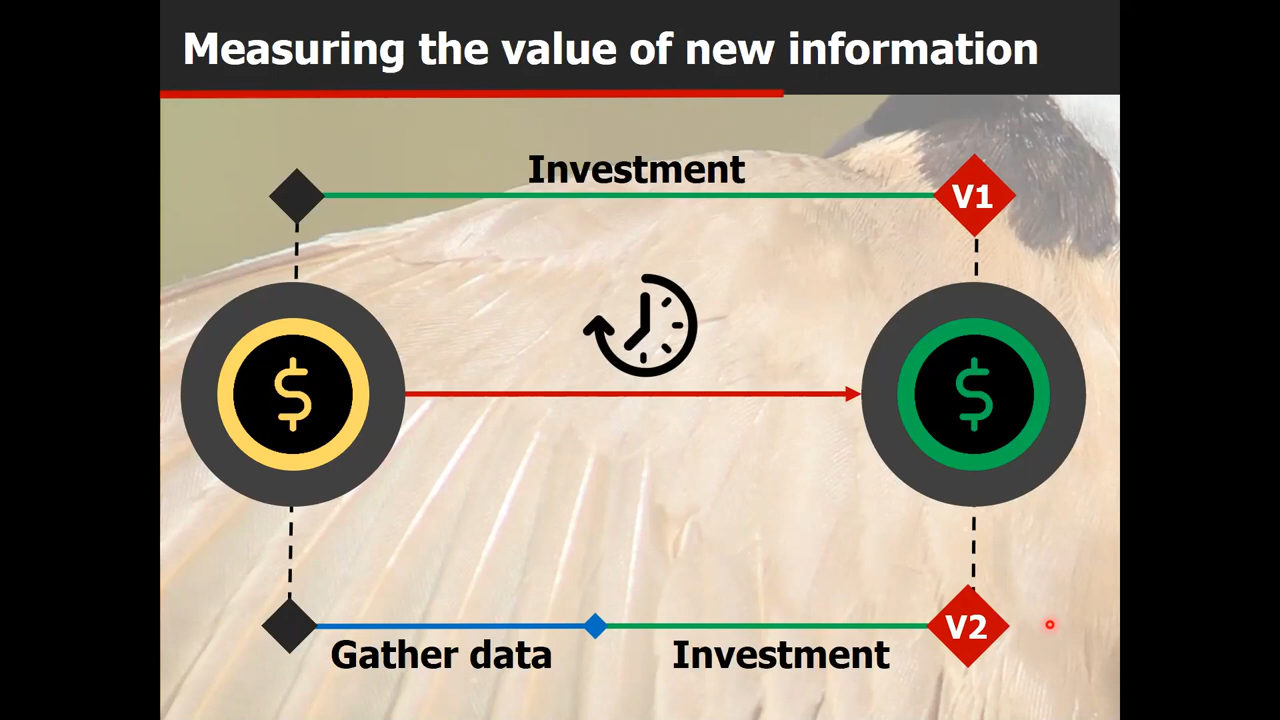 Measuring the value of new information
Investment
V1
$
$
V2
Gather data
Investment